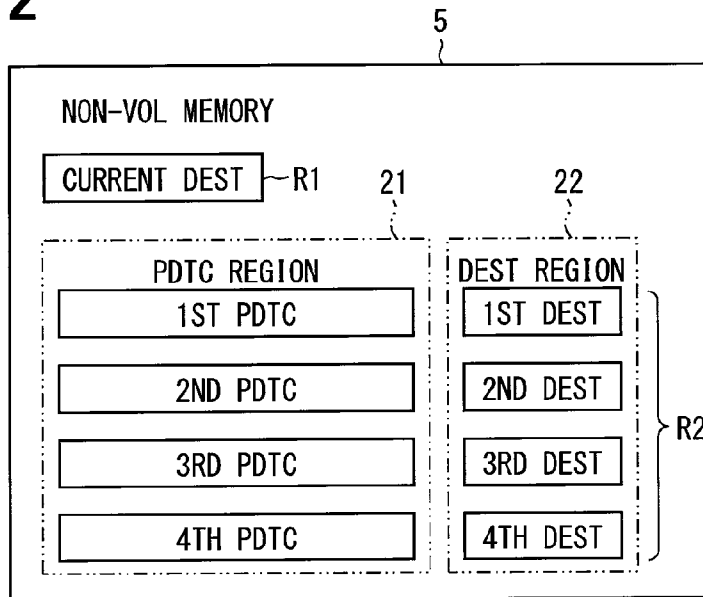 2
5
NON-VOL MEMORY
CURRENT DEST R1
21 22
PDTC REGION DEST REGION
1ST PDTC 1ST DEST
2ND PDTC 2ND DEST
R2
3RD PDTC 3RD DEST
4TH PDTC 4TH DEST